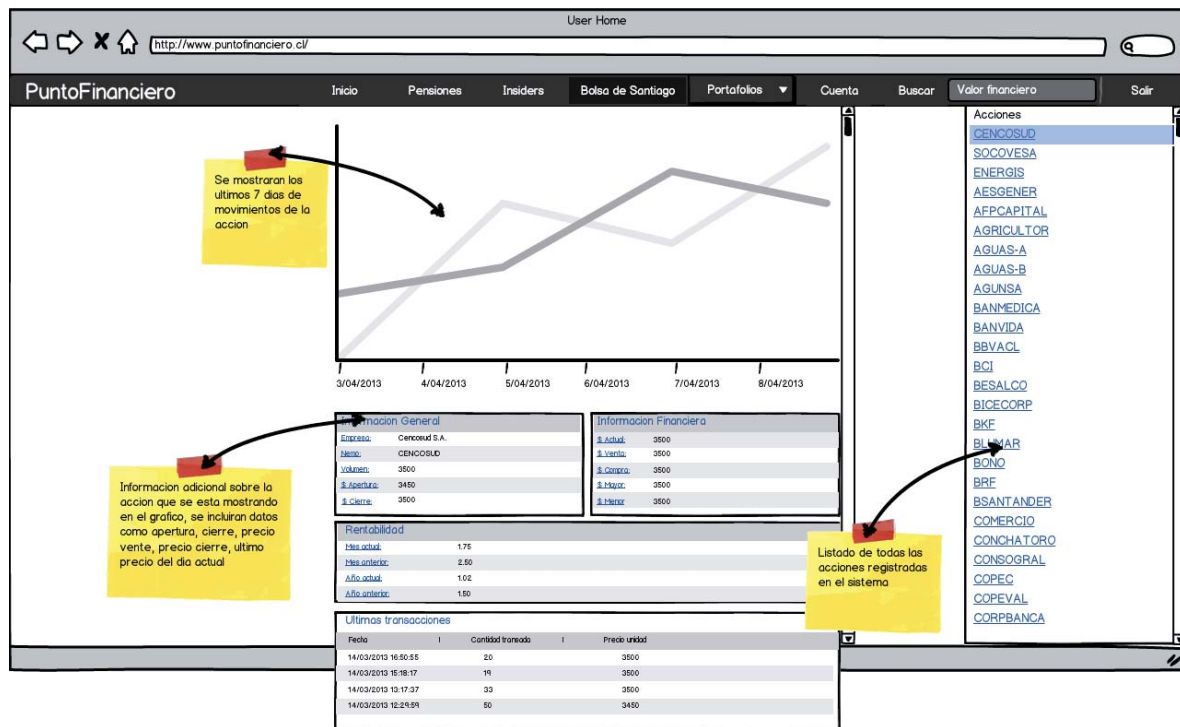 User Home
http://www.puntofinanciero.cl/
PuntoFinanciero
Inicio
Pensiones
Insiders
Bolsa de Santiago
Portafolios
Cuenta
Buscar
Valor financiero
Salir
Se mostraran los
ultimos 7 dias de
movimientos de la
accion
3/04/2013 4/04/2013 5/04/2013 6/04/2013 7/04/2013 8/04/2013
Informacion General
Empresa: Cencosud S.A.
Nemo: CENCOSUD
Volumen: 3500
$ Apertura: 3450
$ Cierre: 3500
Informacion Financiera
$ Actual: 3500
$ Venta: 3500
$ Compra: 3500
$ Mayor: 3500
$ Menor 3500
Informacion adicional sobre la
accion que se esta mostrando
en el grafico, se incluiran datos
como apertura, cierre, precio
vente, precio cierre, ultimo
precio del dia actual
Rentabilidad
Mes actual: 1.75
Mes anterior: 2.50
Año actual: 1.02
Año anterior: 1.50
Ultimas transacciones
Fecha | Cantidad transada | Precio unidad
14/03/2013 16:50:55 20 3500
14/03/2013 15:18:17 19 3500
14/03/2013 13:17:37 33 3500
14/03/2013 12:29:59 50 3450
Listado de todas las
acciones registradas
en el sistema
Acciones
CENCOSUD
SOCOVESA
ENERGIS
AESGENER
AFPCAPITAL
AGRICULTOR
AGUAS-A
AGUAS-B
AGUNSA
BANMEDICA
BANVIDA
BBVACL
BCI
BESALCO
BICECORP
BKF
BLUMAR
BONO
BRF
BSANTANDER
COMERCIO
CONCHATORO
CONSOGRAL
COPEC
COPEVAL
CORPBANCA